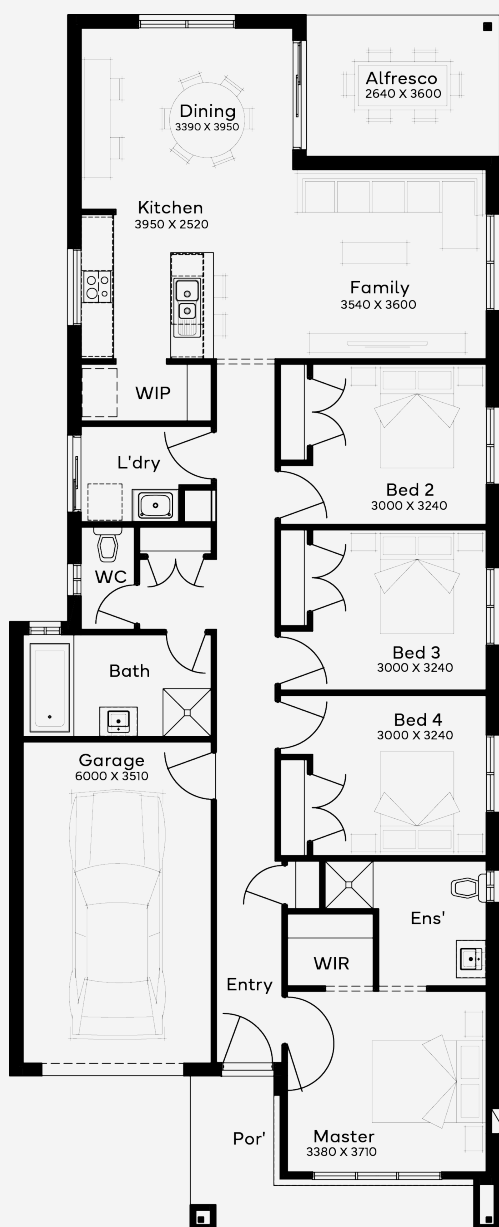 Alfresco
2640 X 3600
Dining
3390 X 3950
Kitchen
3950 X 2520
Family
3540 X 3600
WIP
L'dry
Bed 2
3000 X 3240
WC
Bed 3
3000 X 3240
Bath
Bed 4
3000 X 3240
Garage
6000 X 3510
Ens'
WIR
Entry
Por'
Master
3380 X 3710